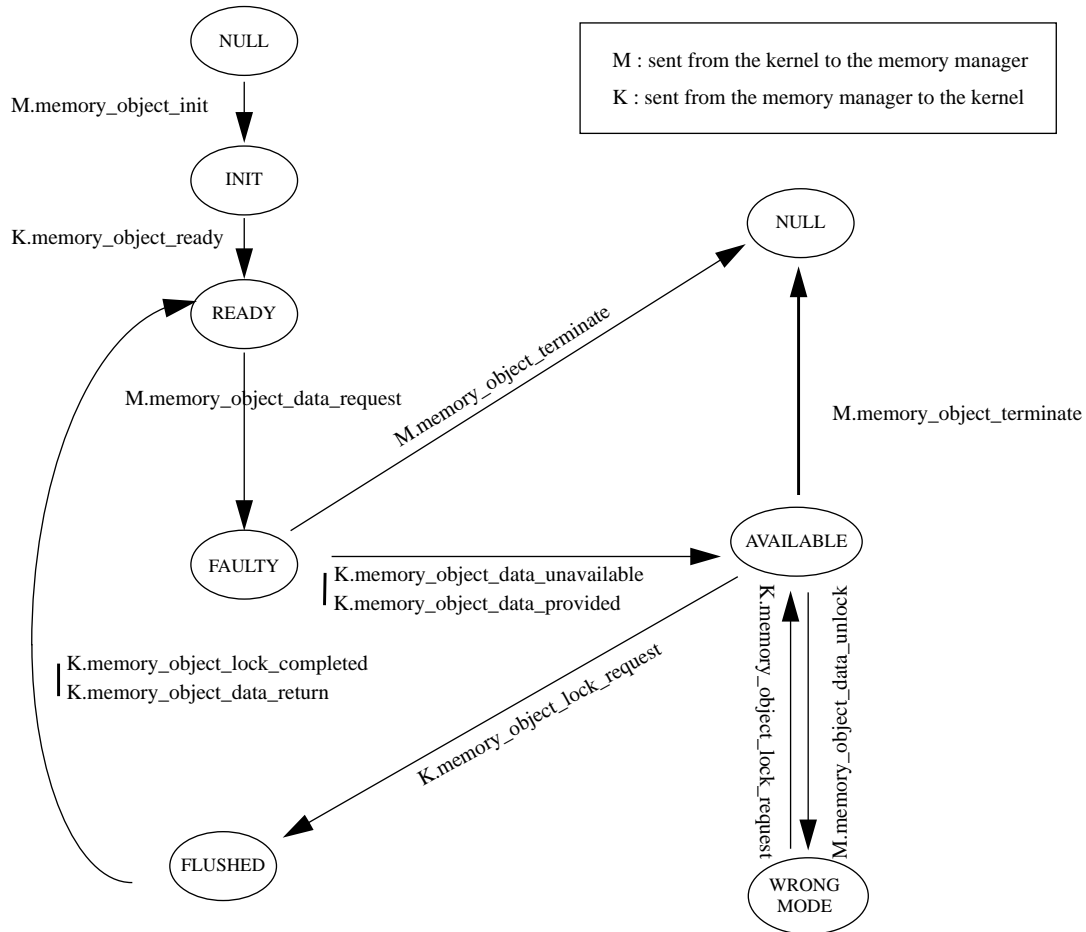 NULL
M : sent from the kernel to the memory manager
K : sent from the memory manager to the kernel
M.memory_object_init
INIT
K.memory_object_ready
NULL
READY
M.memory_object_terminate
M.memory_object_data_request
M.memory_object_terminate
FAULTY
AVAILABLE
K.memory_object_data_unavailable
K.memory_object_data_provided
K.memory_object_lock_completed
K.memory_object_data_return
K.memory_object_lock_request
K.memory_object_lock_request
M.memory_object_data_unlock
FLUSHED
WRONG
MODE